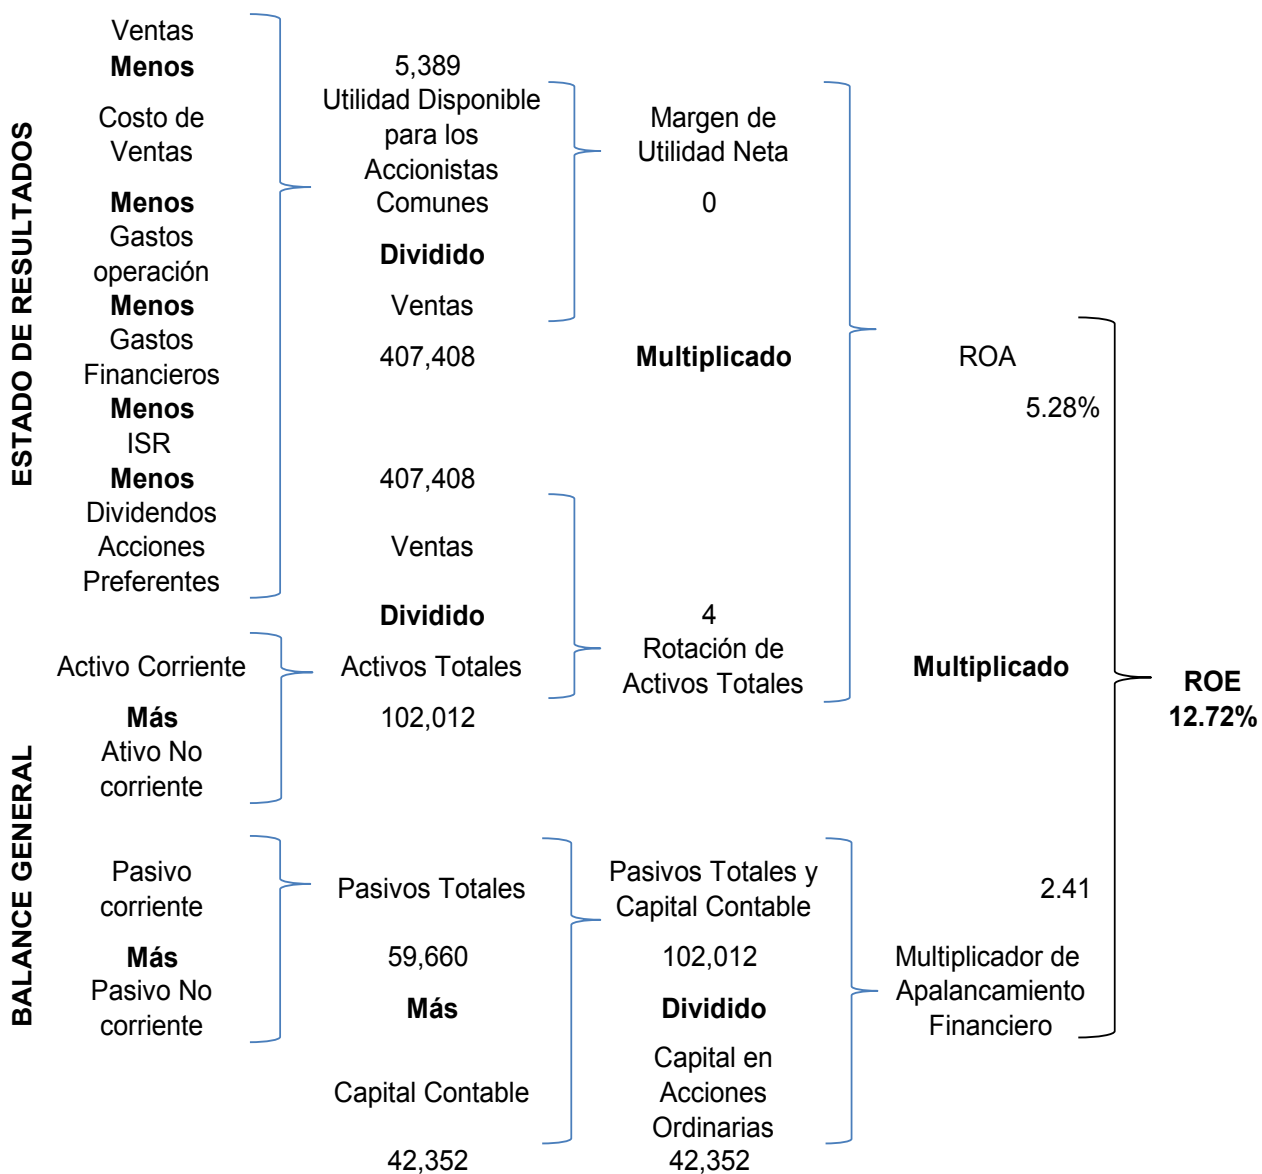 ESTADO DE RESULTADOS
Ventas
Menos
Costo de
Ventas
Menos
Gastos
operación
Menos
Gastos
Financieros
Menos
ISR
Menos
Dividendos
Acciones
Preferentes
5,389
Utilidad Disponible
para los
Accionistas
Comunes
Dividido
Ventas
407,408
Margen de
Utilidad Neta
0
Multiplicado
407,408
Ventas
Dividido
Activos Totales
102,012
4
Rotación de
Activos Totales
ROA
5.28%
Multiplicado
ROE
12.72%
BALANCE GENERAL
Activo Corriente
Más
Ativo No
corriente
Pasivo
corriente
Más
Pasivo No
corriente
Pasivos Totales
59,660
Más
Capital Contable
42,352
Pasivos Totales y
Capital Contable
102,012
Dividido
Capital en
Acciones
Ordinarias
42,352
2.41
Multiplicador de
Apalancamiento
Financiero